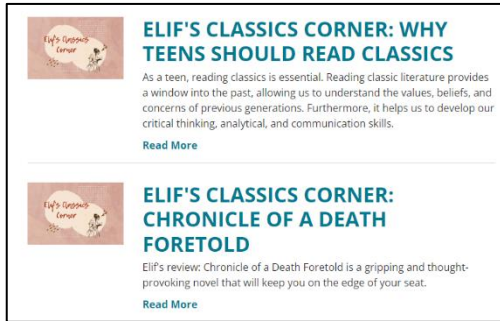 Elif's Classics
Corner
ELIF'S CLASSICS CORNER: WHY
TEENS SHOULD READ CLASSICS
As a teen, reading classics is essential. Reading classic literature provides
a window into the past, allowing us to understand the values, beliefs, and
concerns of previous generations. Furthermore, it helps us to develop our
critical thinking, analytical, and communication skills.
Read More
Elif's Classics
Corner
ELIF'S CLASSICS CORNER:
CHRONICLE OF A DEATH
FORETOLD
Elif's review: Chronicle of a Death Foretold is a gripping and thought-
provoking novel that will keep you on the edge of your seat.
Read More